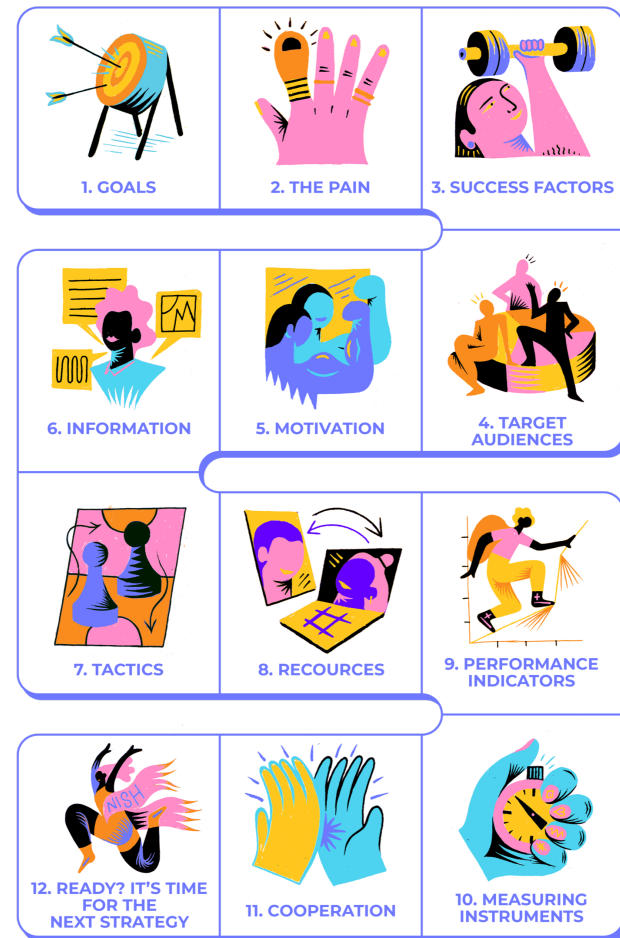 1. GOALS
2. THE PAIN
3. SUCCESS FACTORS
4. TARGET
AUDIENCES
5. MOTIVATION
6. INFORMATION
7. TACTICS
8. RECOURCES
9. PERFORMANCE
INDICATORS
10. MEASURING
INSTRUMENTS
11. COOPERATION
12. READY? IT'S TIME
FOR THE
NEXT STRATEGY
NISH